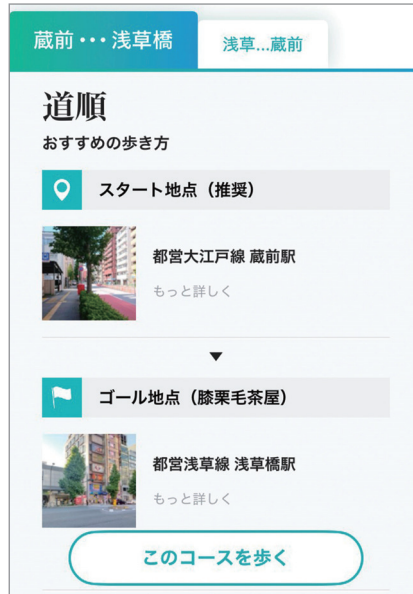 蔵前・・・浅草橋
浅草...蔵前
道順
おすすめの歩き方
スタート地点（推奨）
都営大江戸線 蔵前駅
もっと詳しく
▼
ゴール地点（膝栗毛茶屋）
都営浅草線 浅草橋駅
もっと詳しく
このコースを歩く